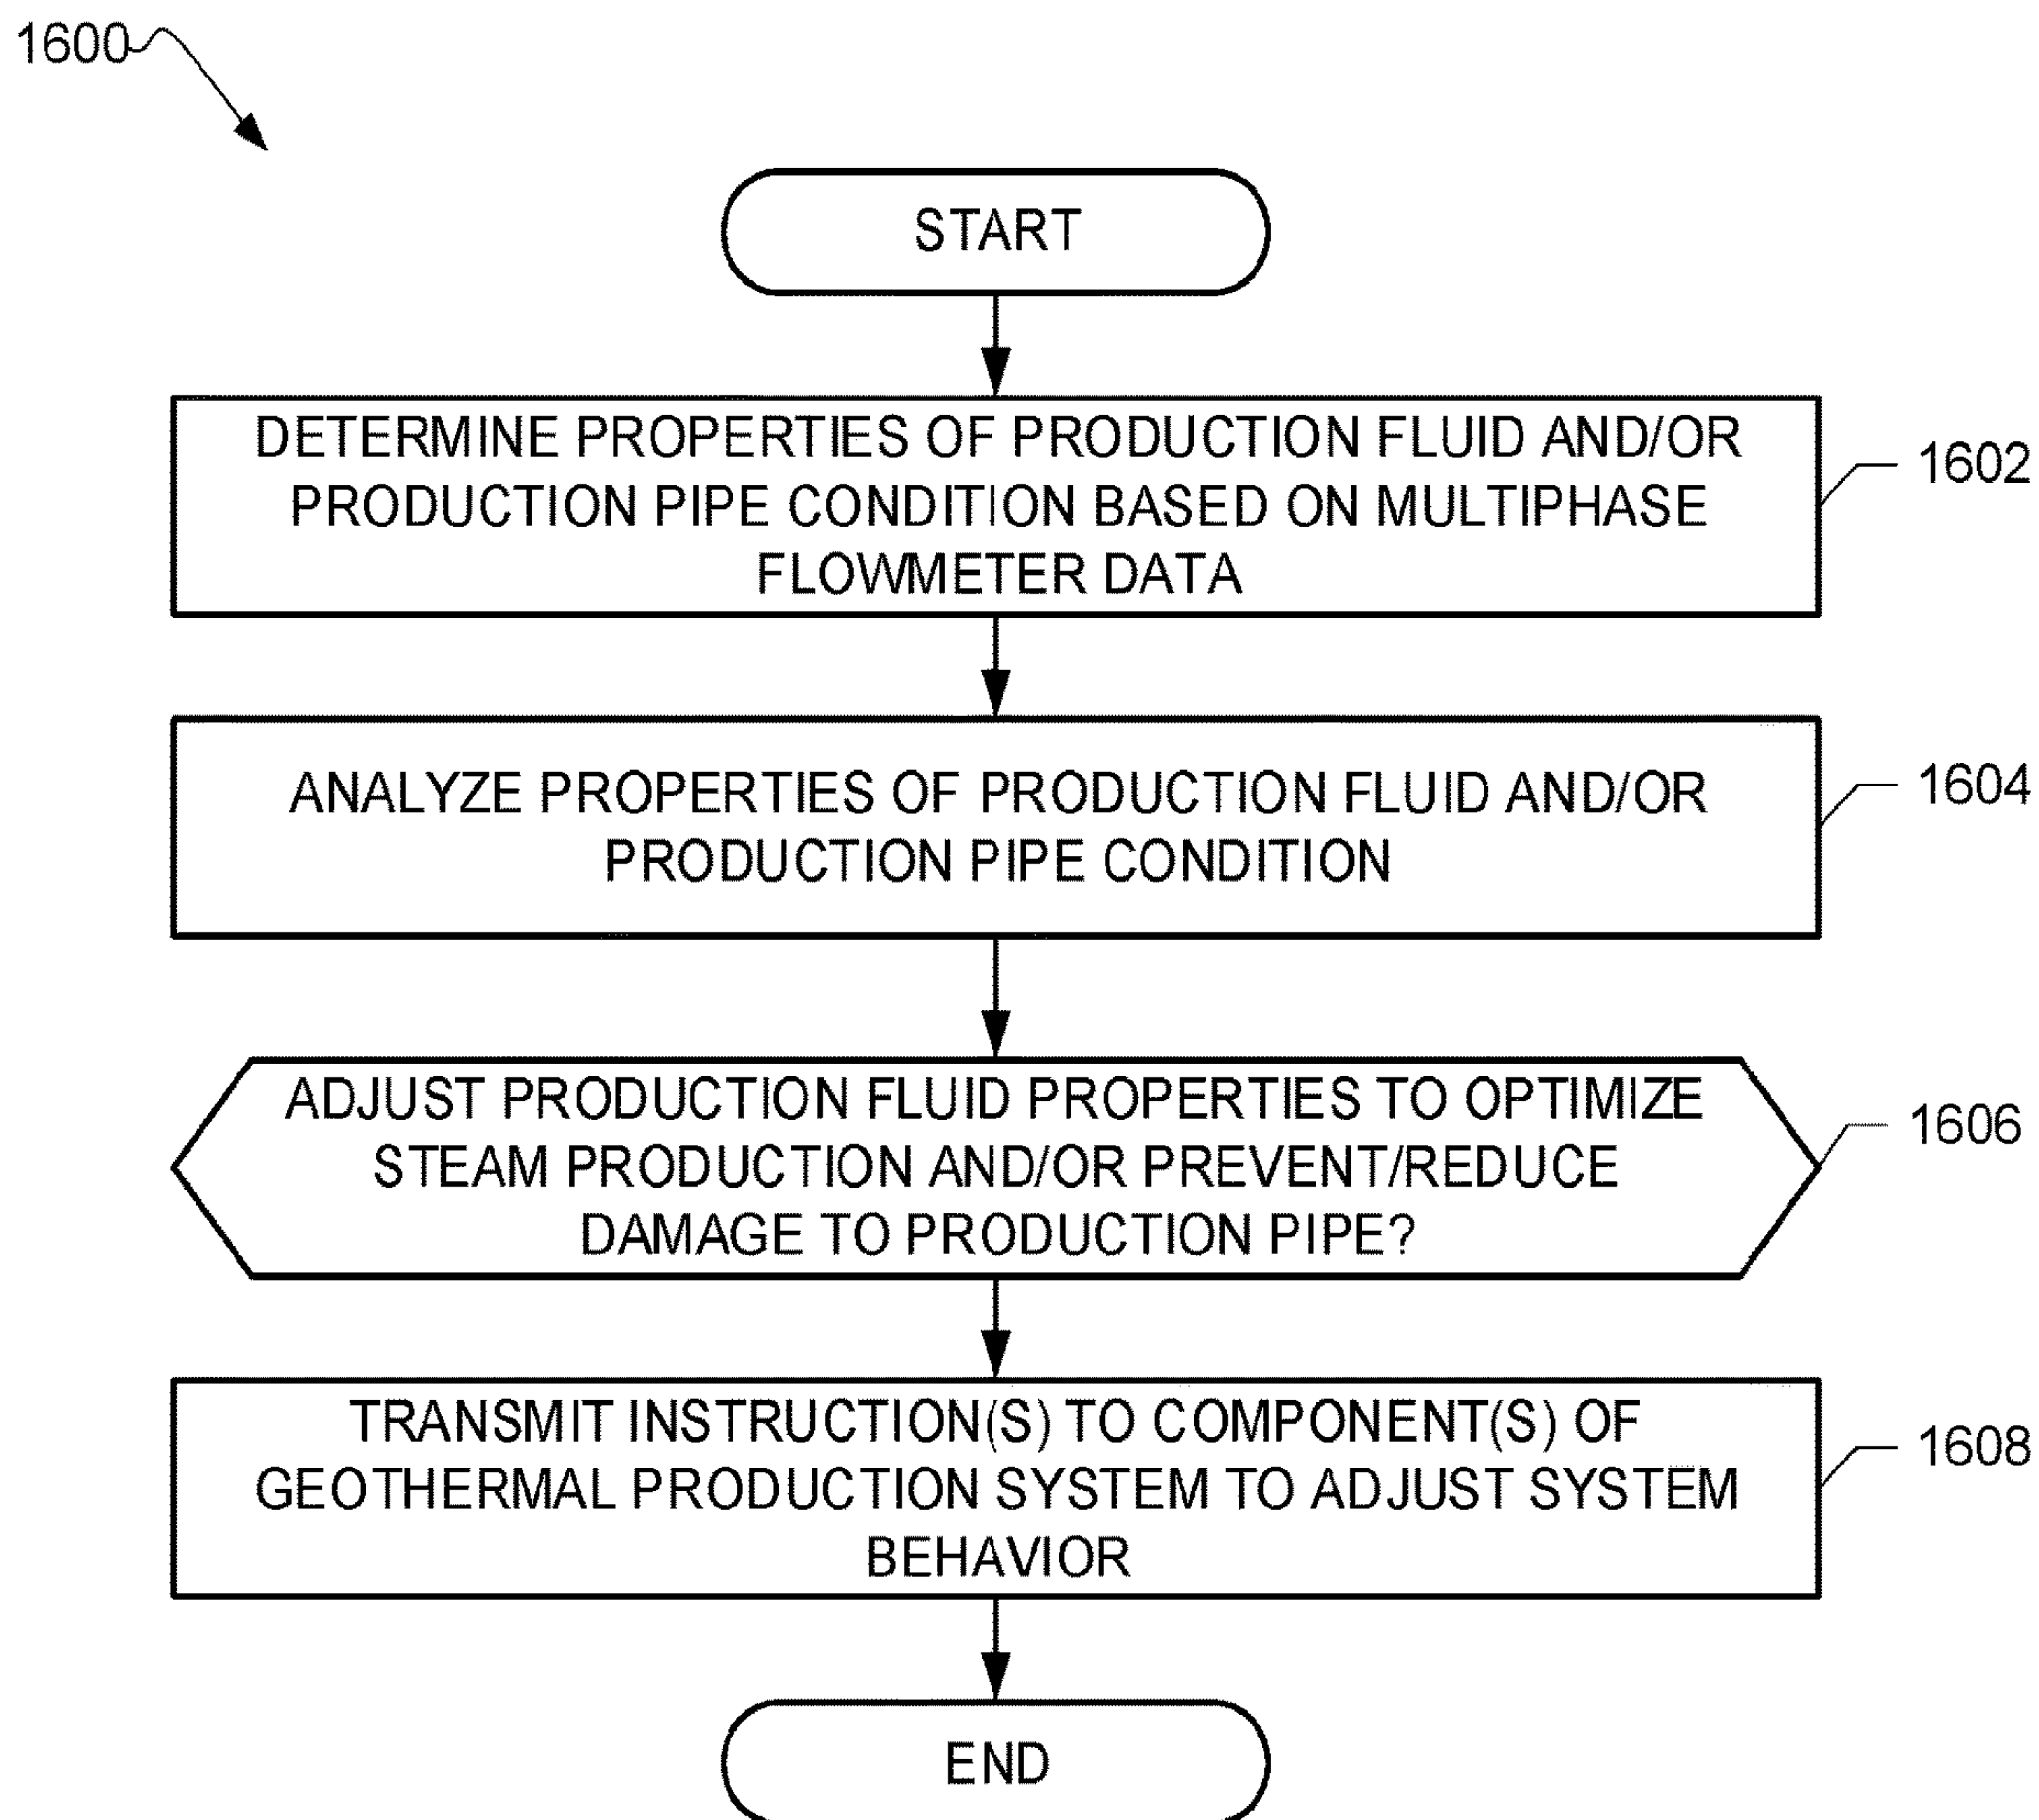 1600
START
DETERMINE PROPERTIES OF PRODUCTION FLUID AND/OR
PRODUCTION PIPE CONDITION BASED ON MULTIPHASE
FLOWMETER DATA
1602
ANALYZE PROPERTIES OF PRODUCTION FLUID AND/OR
PRODUCTION PIPE CONDITION
1604
ADJUST PRODUCTION FLUID PROPERTIES TO OPTIMIZE
STEAM PRODUCTION AND/OR PREVENT/REDUCE
DAMAGE TO PRODUCTION PIPE?
1606
TRANSMIT INSTRUCTION(S) TO COMPONENT(S) OF
GEOTHERMAL PRODUCTION SYSTEM TO ADJUST SYSTEM
BEHAVIOR
1608
END